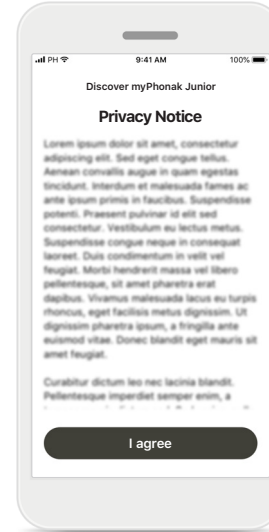 PH 9:41 AM 100%
Discover myPhonak Junior
Privacy Notice
Lorem ipsum dolor sit amet, consectetur
adipiscing elit. Sed eget congue tellus.
Aenean convallis augue in quam egestas
tincidunt. Interdum et malesuada fames ac
ante ipsum primis in faucibus. Suspendisse
potenti. Praesent pulvinar id elit sed
consectetur. Vestibulum eu lectus metus.
Suspendisse congue neque in consequat
laoreet. Duis condimentum in velit vel
feugiat. Morbi hendrerit massa vel libero
pellentesque, sit amet pharetra erat
dapibus. Vivamus malesuada lacus eu turpis
rhoncus, eget facilisis metus dignissim. Ut
dignissim pharetra ipsum, a fringilla ante
euismod vitae. Donec blandit eget mauris sit
amet feugiat.
Curabitur dictum leo nec lacinia blandit.
Pellentesque imperdiet semper enim, a
I agree